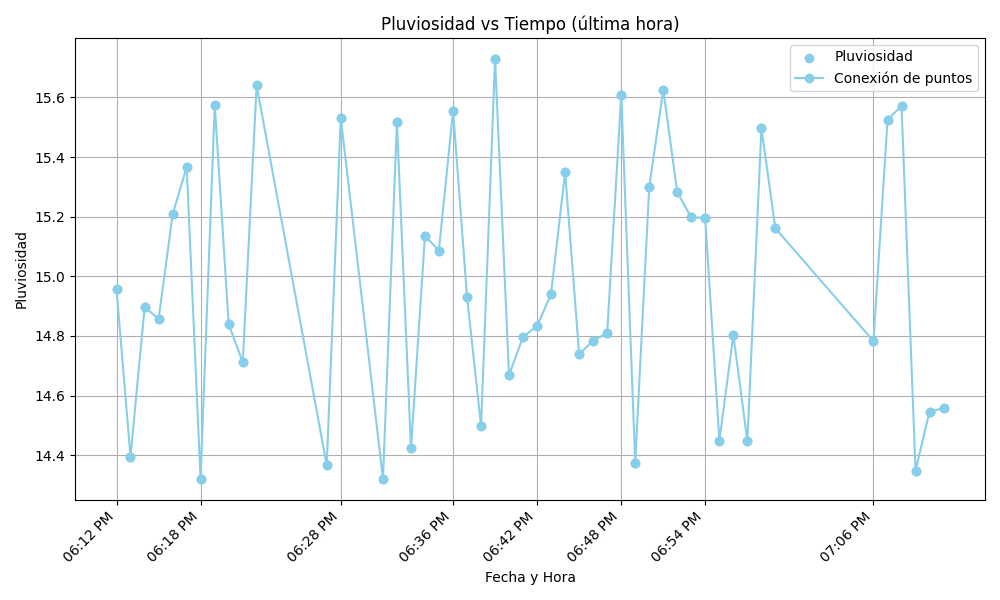 Pluviosidad vs Tiempo (última hora)
Pluviosidad
Conexión de puntos
Pluviosidad
15.6
15.4
15.2
15.0
14.8
14.6
14.4
06:12 PM
06:18 PM
06:28 PM
06:36 PM
06:42 PM
06:48 PM
06:54 PM
07:06 PM
Fecha y Hora